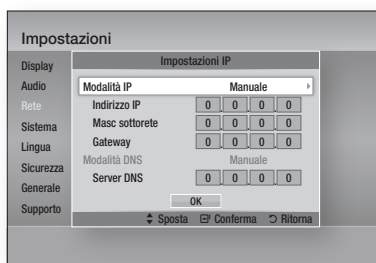 Impostazioni
Display
Audio
Rete
Sistema
Lingua
Sicurezza
Generale
Supporto
Impostazioni IP
Modalità IP Manuale
Indirizzo IP 0 . 0 . 0 . 0
Masc sottorete 0 . 0 . 0 . 0
Gateway 0 . 0 . 0 . 0
Modalità DNS Manuale
Server DNS 0 . 0 . 0 . 0
OK
Sposta Conferma Ritorna